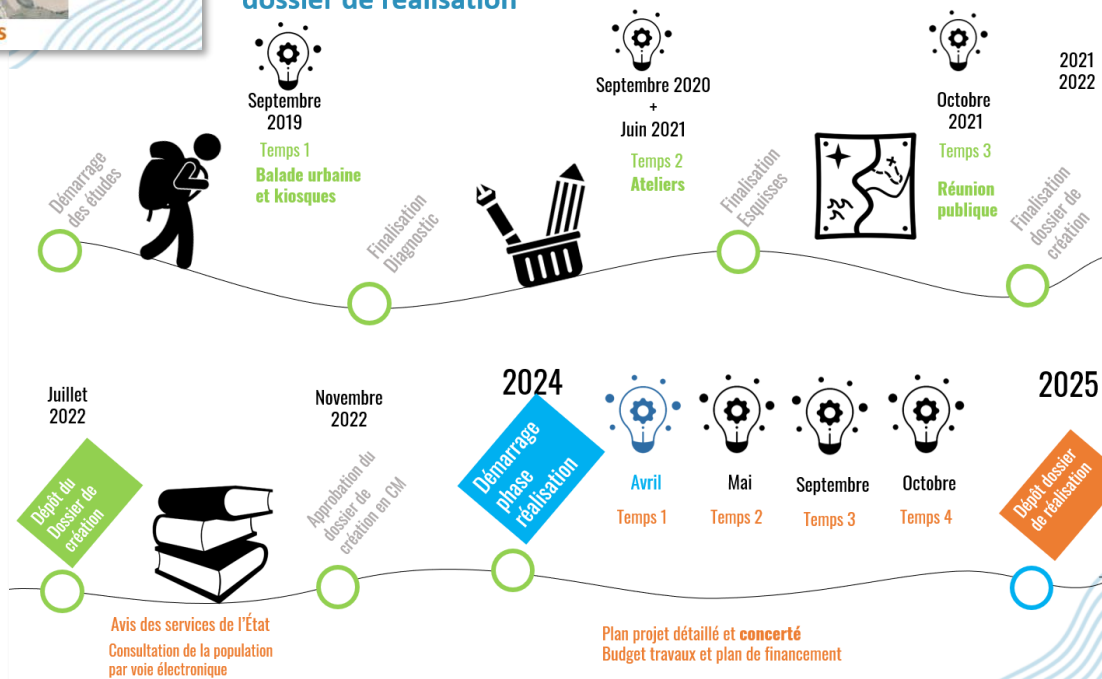 dossier de réalisation
s
Septembre
2019
Temps 1
Balade urbaine
et kiosques
Septembre 2020
+
Juin 2021
Temps 2
Ateliers
Octobre
2021
Temps 3
Réunion
publique
2021
2022
Démarrage
des études
Finalisation
Diagnostic
Finalisation
Esquisses
Finalisation
dossier de
création
Juillet
2022
Dépôt du
Dossier de
création
Avis des services de l'État
Consultation de la population
par voie électronique
Novembre
2022
Approbation du
dossier de
création en CM
2024
Démarrage
phase
réalisation
Avril
Temps 1
Mai
Temps 2
Septembre
Temps 3
Octobre
Temps 4
Plan projet détaillé et concerté
Budget travaux et plan de financement
2025
Dépôt dossier
de réalisation